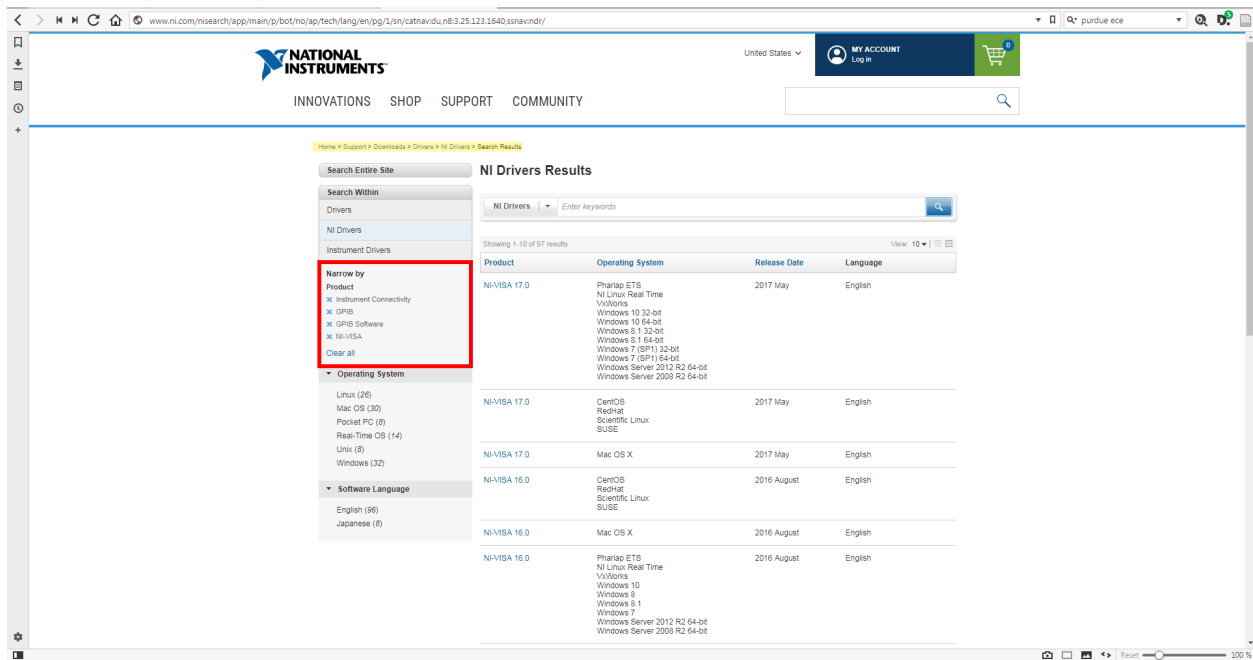 www.ni.com/nisearch/app/main/p/bot/no/ap/tech/lang/en/pg/1/sn/catnav:du,n8:3.25.123.1640,ssnav:ndr/
purdue ece
5
NATIONAL
INSTRUMENTS
United States
MY ACCOUNT
Log in
0
INNOVATIONS SHOP SUPPORT COMMUNITY
Home > Support > Downloads > Drivers > NI Drivers > Search Results
Search Entire Site
Search Within
Drivers
NI Drivers
Instrument Drivers
Narrow by
Product
Instrument Connectivity
GPIB
GPIB Software
NI-VISA
Clear all
Operating System
Linux (26)
Mac OS (30)
Pocket PC (8)
Real-Time OS (14)
Unix (8)
Windows (32)
Software Language
English (96)
Japanese (8)
NI Drivers Results
NI Drivers Enter keywords
Showing 1-10 of 97 results View: 10
Product Operating System Release Date Language
NI-VISA 17.0 Pharlap ETS 2017 May English
NI Linux Real Time
VxWorks
Windows 10 32-bit
Windows 10 64-bit
Windows 8.1 32-bit
Windows 8.1 64-bit
Windows 7 (SP1) 32-bit
Windows 7 (SP1) 64-bit
Windows Server 2012 R2 64-bit
Windows Server 2008 R2 64-bit
NI-VISA 17.0 CentOS 2017 May English
RedHat
Scientific Linux
SUSE
NI-VISA 17.0 Mac OS X 2017 May English
NI-VISA 16.0 CentOS 2016 August English
RedHat
Scientific Linux
SUSE
NI-VISA 16.0 Mac OS X 2016 August English
NI-VISA 16.0 Pharlap ETS 2016 August English
NI Linux Real Time
VxWorks
Windows 10
Windows 8
Windows 8.1
Windows 7
Windows Server 2012 R2 64-bit
Windows Server 2008 R2 64-bit
Reset 100 %